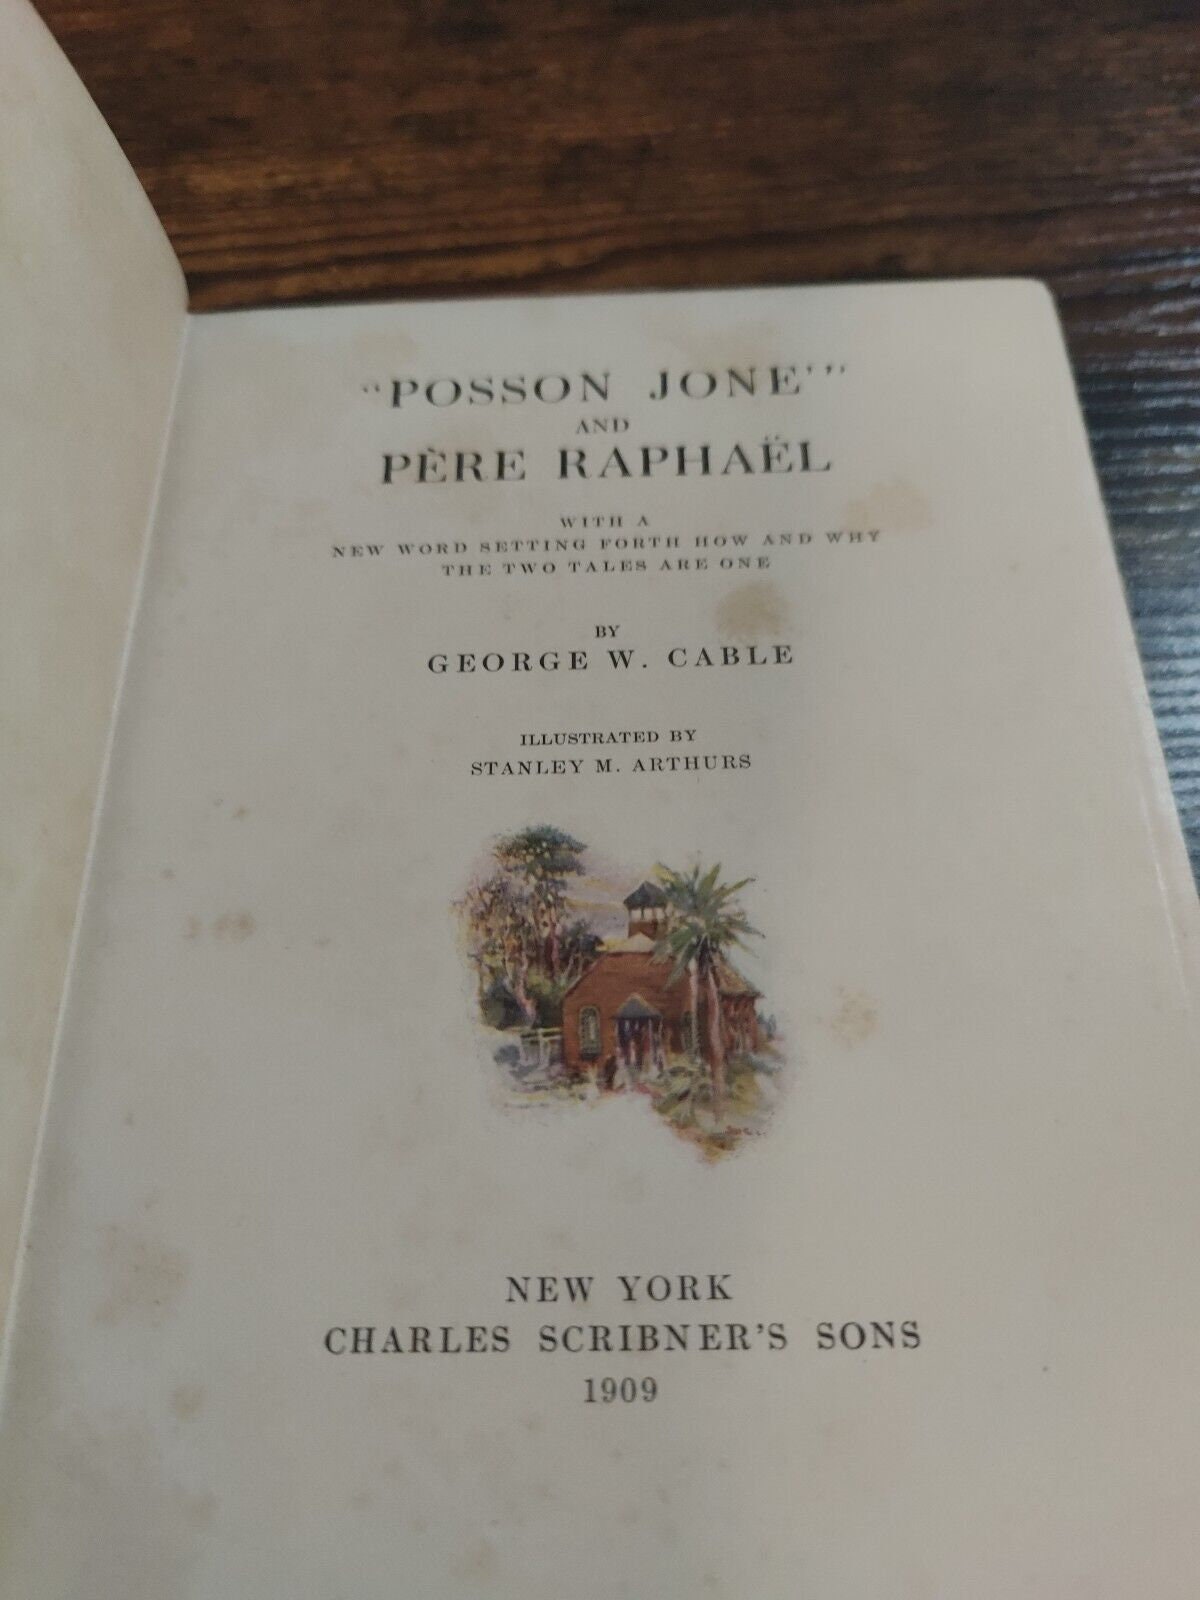 “POSSON JONE’”
AND
PÈRE RAPHAËL
WITH A
NEW WORD SETTING FORTH HOW AND WHY
THE TWO TALES ARE ONE
BY
GEORGE W. CABLE
ILLUSTRATED BY
STANLEY M. ARTHURS
NEW YORK
CHARLES SCRIBNER’S SONS
1909